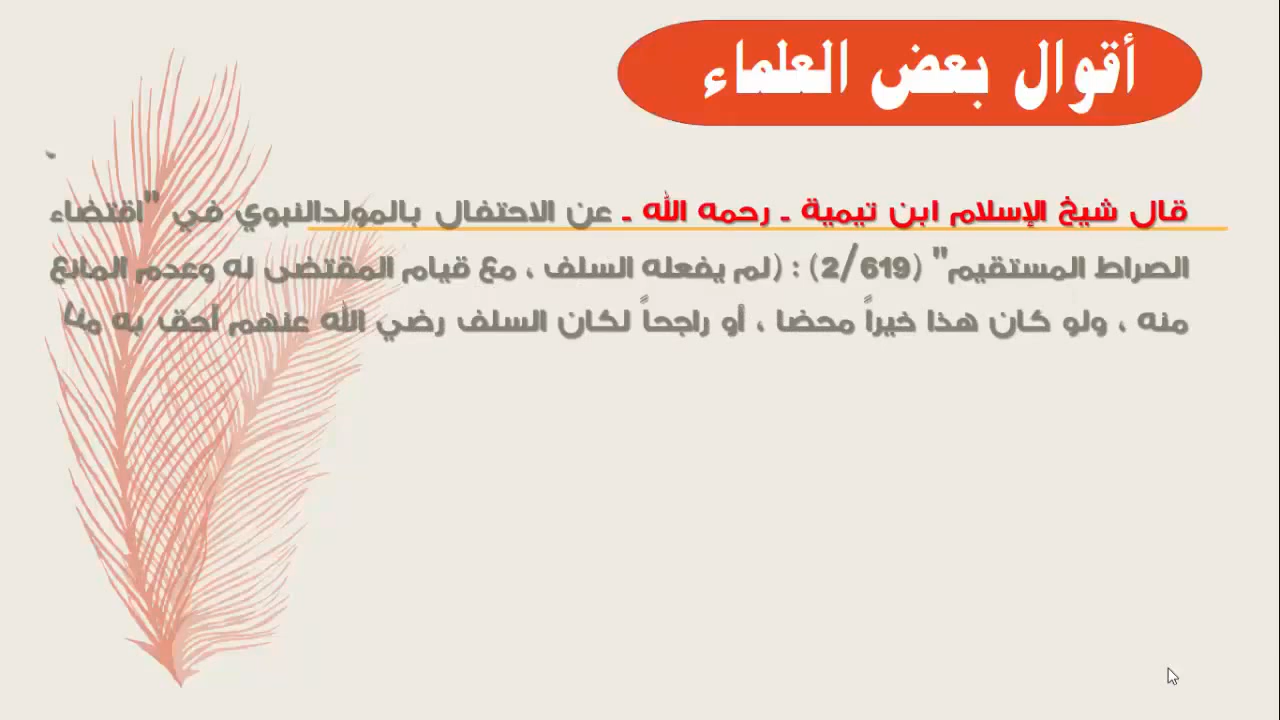 أقوال بعض العلماء
قال شيخ الإسلام ابن تيمية ـ رحمه الله ـ عن الاحتفال بالمولدالنبوي في "اقتضاء
الصراط المستقيم" (2/619) : (لم يفعله السلف ، مع قيام المقتضى له وعدم المانع
منه ، ولو كان هذا خيراً محضا ، أو راجحاً لكان السلف رضي الله عنهم أحق به منا